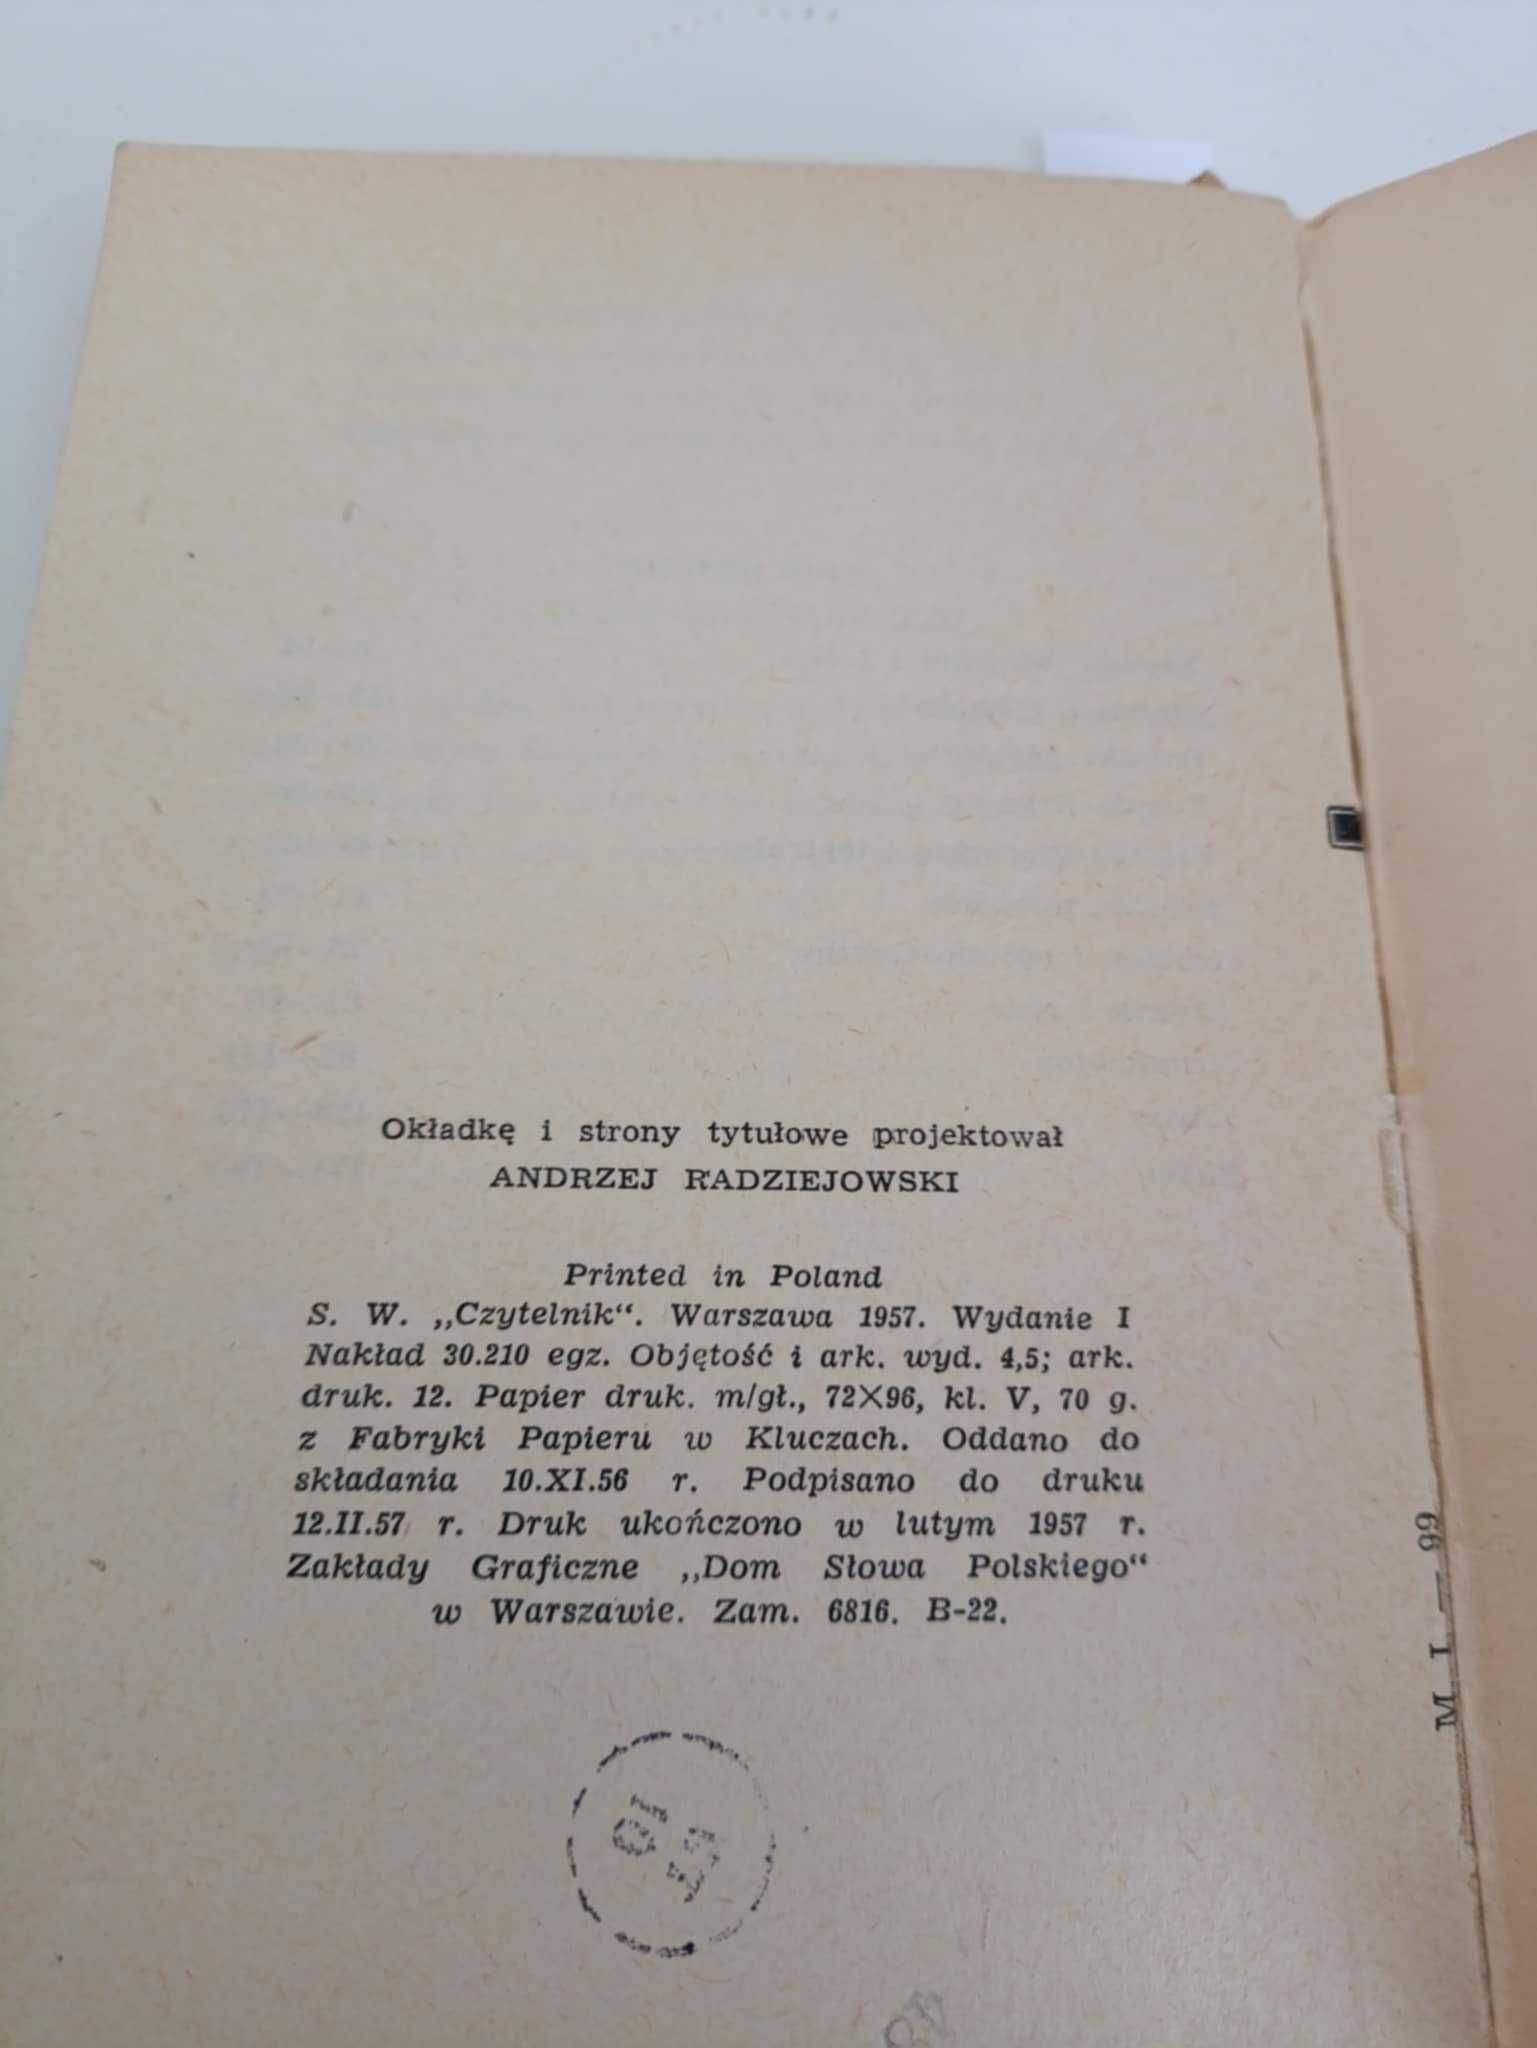 Okładkę i strony tytułowe projektował
ANDRZEJ RADZIEJOWSKI
Printed in Poland
S. W. „Czytelnik“. Warszawa 1957. Wydanie I
Nakład 30.210 egz. Objętość i ark. wyd. 4,5; ark.
druk. 12. Papier druk. m/gł., 72X96, kl. V, 70 g.
z Fabryki Papieru w Kluczach. Oddano do
składania 10.XI.56 r. Podpisano do druku
12.II.57 r. Druk ukończono w lutym 1957 r.
Zakłady Graficzne „Dom Słowa Polskiego“
w Warszawie. Zam. 6816. B-22.
M I — 99